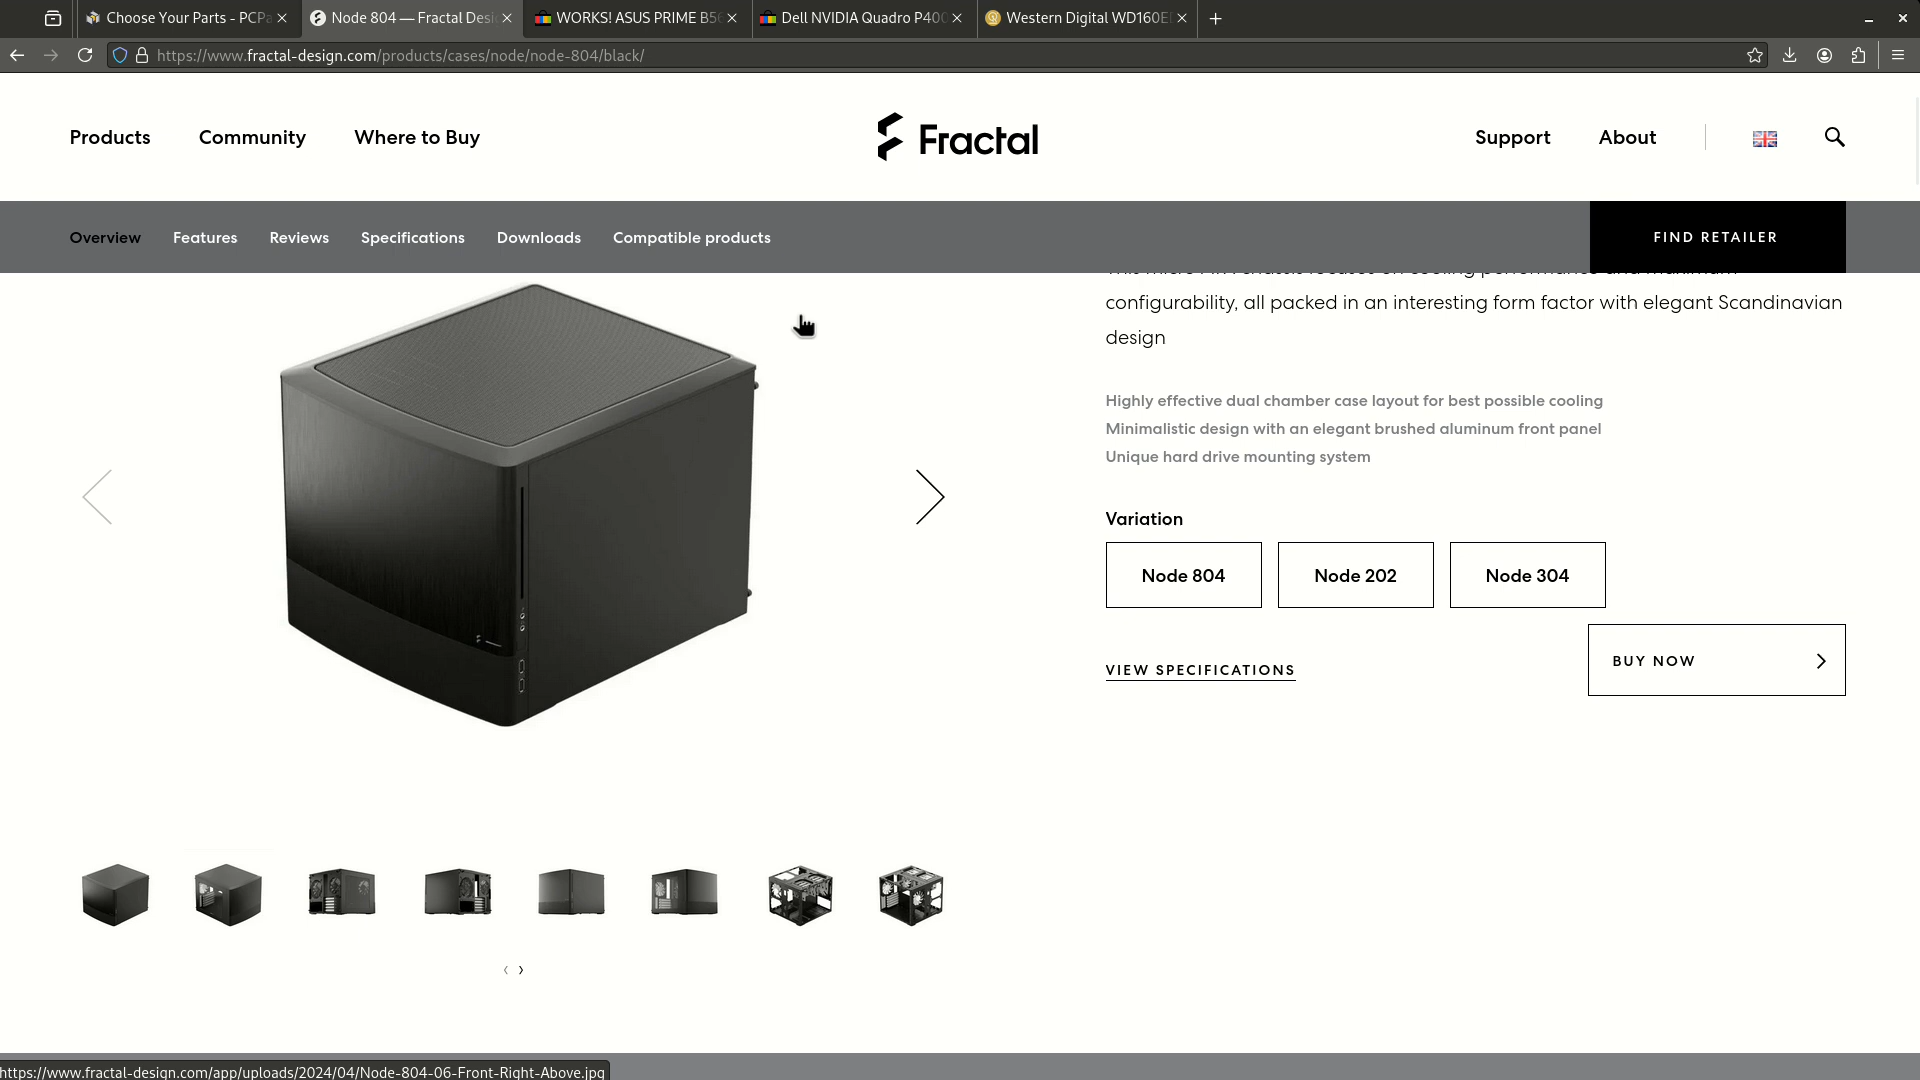 Choose Your Parts - PCPa
Node 804 — Fractal Desi
WORKS! ASUS PRIME B5
Dell NVIDIA Quadro P400
Western Digital WD160E
https://www.fractal-design.com/products/cases/node/node-804/black/
Products
Community
Where to Buy
Fractal
Support
About
Overview
Features
Reviews
Specifications
Downloads
Compatible products
FIND RETAILER
configurability, all packed in an interesting form factor with elegant Scandinavian
design
Highly effective dual chamber case layout for best possible cooling
Minimalistic design with an elegant brushed aluminum front panel
Unique hard drive mounting system
Variation
Node 804
Node 202
Node 304
VIEW SPECIFICATIONS
BUY NOW
https://www.fractal-design.com/app/uploads/2024/04/Node-804-06-Front-Right-Above.jpg